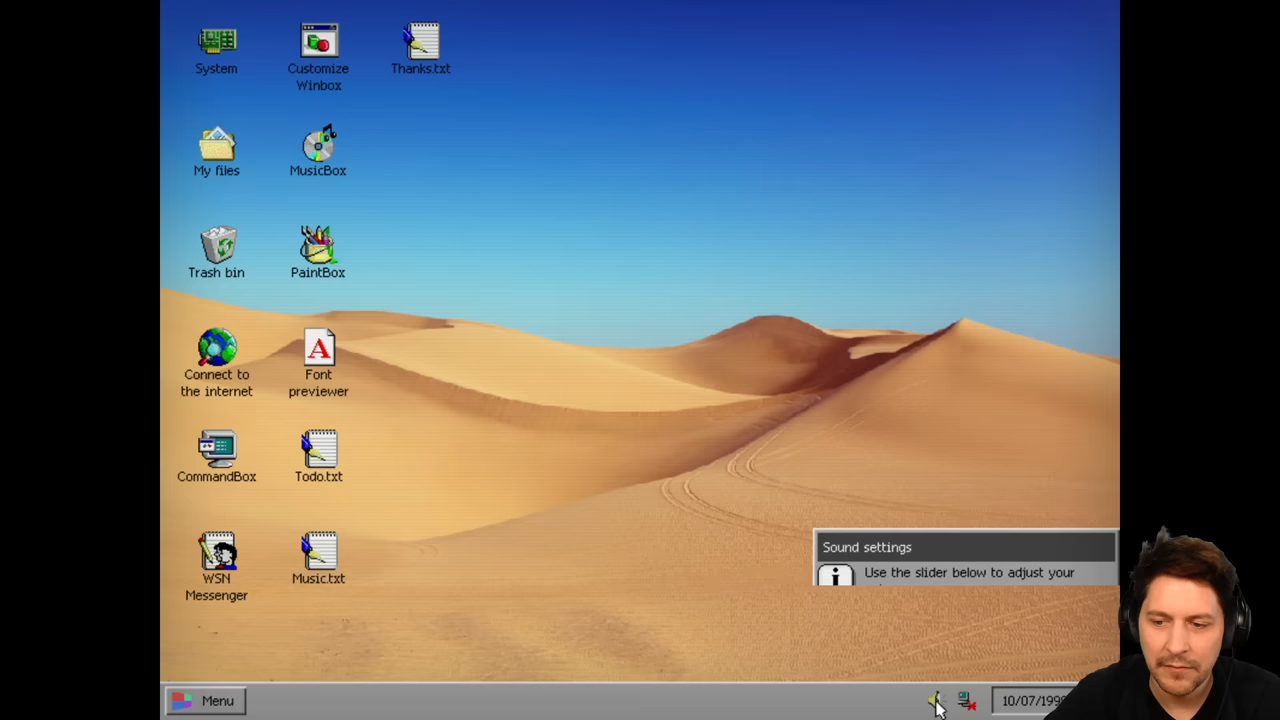 System
Customize
Winbox
Thanks.txt
My files
MusicBox
Trash bin
PaintBox
Connect to
the internet
Font
previewer
CommandBox
Todo.txt
WSN
Messenger
Music.txt
Sound settings
Use the slider below to adjust your
Menu
10/07/199